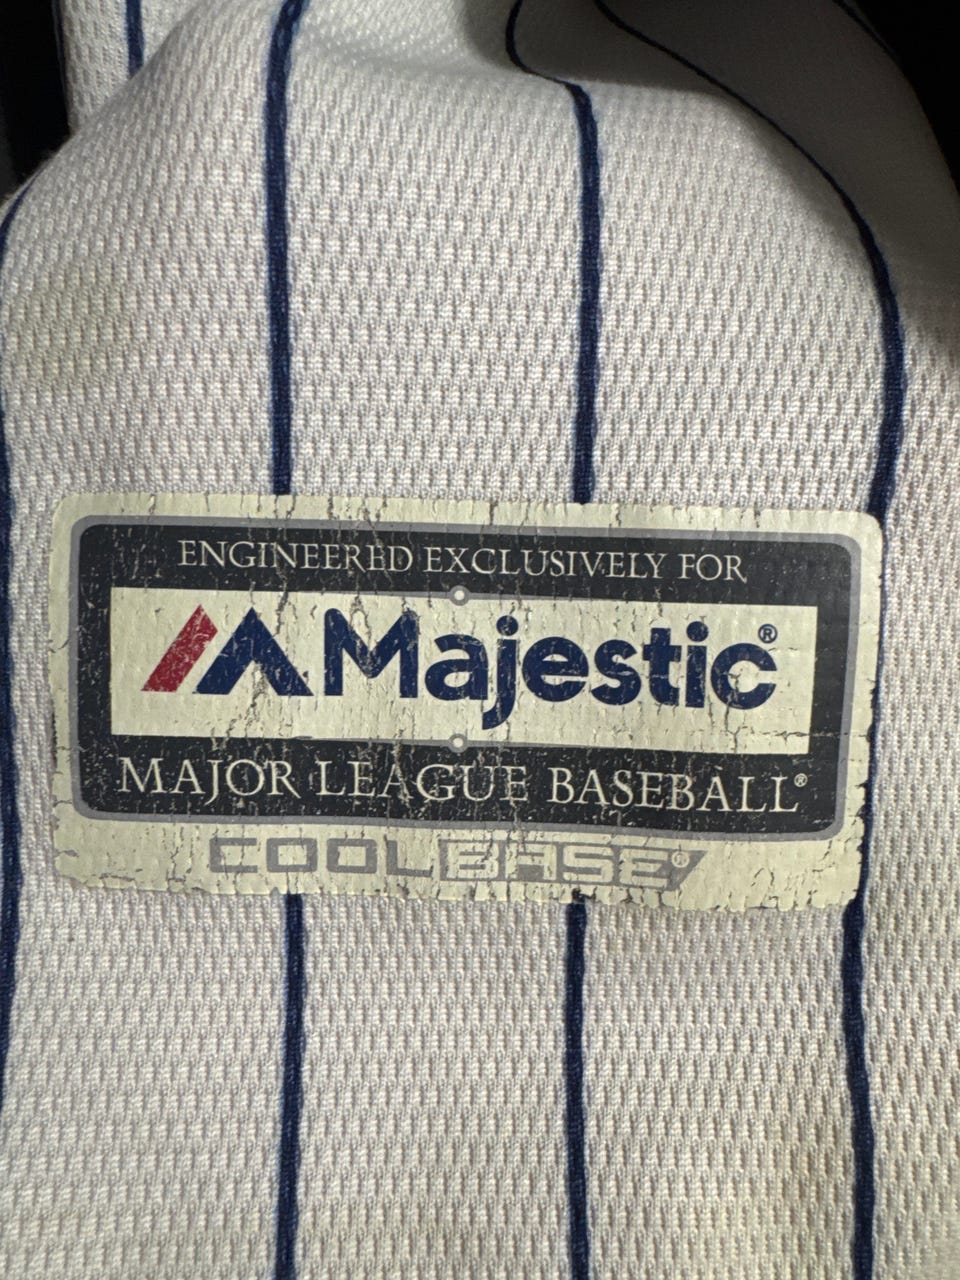 ENGINEERED EXCLUSIVELY FOR
Majestic®
MAJOR LEAGUE BASEBALL®
COOLBASE®